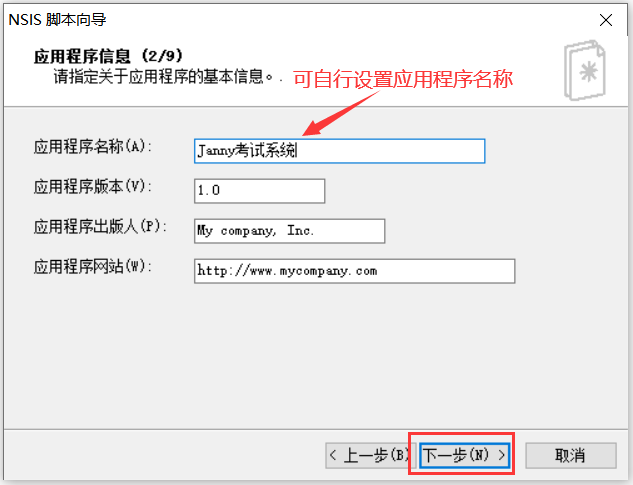 NSIS 脚本向导
应用程序信息 (2/9)
请指定关于应用程序的基本信息。.
可自行设置应用程序名称
应用程序名称(A):
Janny考试系统
应用程序版本(V):
1.0
应用程序出版人(P):
My company, Inc.
应用程序网站(W):
http://www.mycompany.com
< 上一步(B)
下一步(N) >
取消